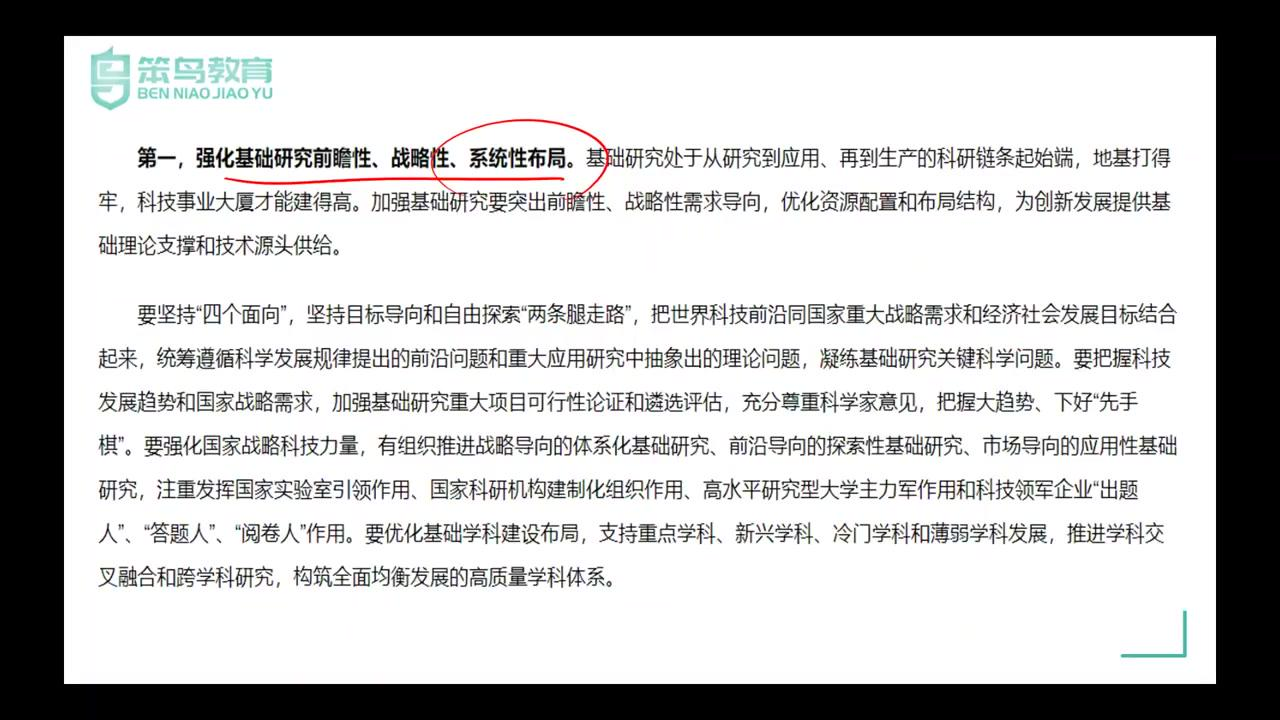 笨鸟教育
BEN NIAO JIAO YU
第一，强化基础研究前瞻性、战略性、系统性布局。基础研究处于从研究到应用、再到生产的科研链条起始端，地基打得
牢，科技事业大厦才能建得高。加强基础研究要突出前瞻性、战略性需求导向，优化资源配置和布局结构，为创新发展提供基
础理论支撑和技术源头供给。
要坚持“四个面向”，坚持目标导向和自由探索“两条腿走路”，把世界科技前沿同国家重大战略需求和经济社会发展目标结合
起来，统筹遵循科学发展规律提出的前沿问题和重大应用研究中抽象出的理论问题，凝练基础研究关键科学问题。要把握科技
发展趋势和国家战略需求，加强基础研究重大项目可行性论证和遴选评估，充分尊重科学家意见，把握大趋势、下好“先手
棋”。要强化国家战略科技力量，有组织推进战略导向的体系化基础研究、前沿导向的探索性基础研究、市场导向的应用性基础
研究，注重发挥国家实验室引领作用、国家科研机构建制化组织作用、高水平研究型大学主力军作用和科技领军企业“出题
人”、“答题人”、“阅卷人”作用。要优化基础学科建设布局，支持重点学科、新兴学科、冷门学科和薄弱学科发展，推进学科交
叉融合和跨学科研究，构筑全面均衡发展的高质量学科体系。